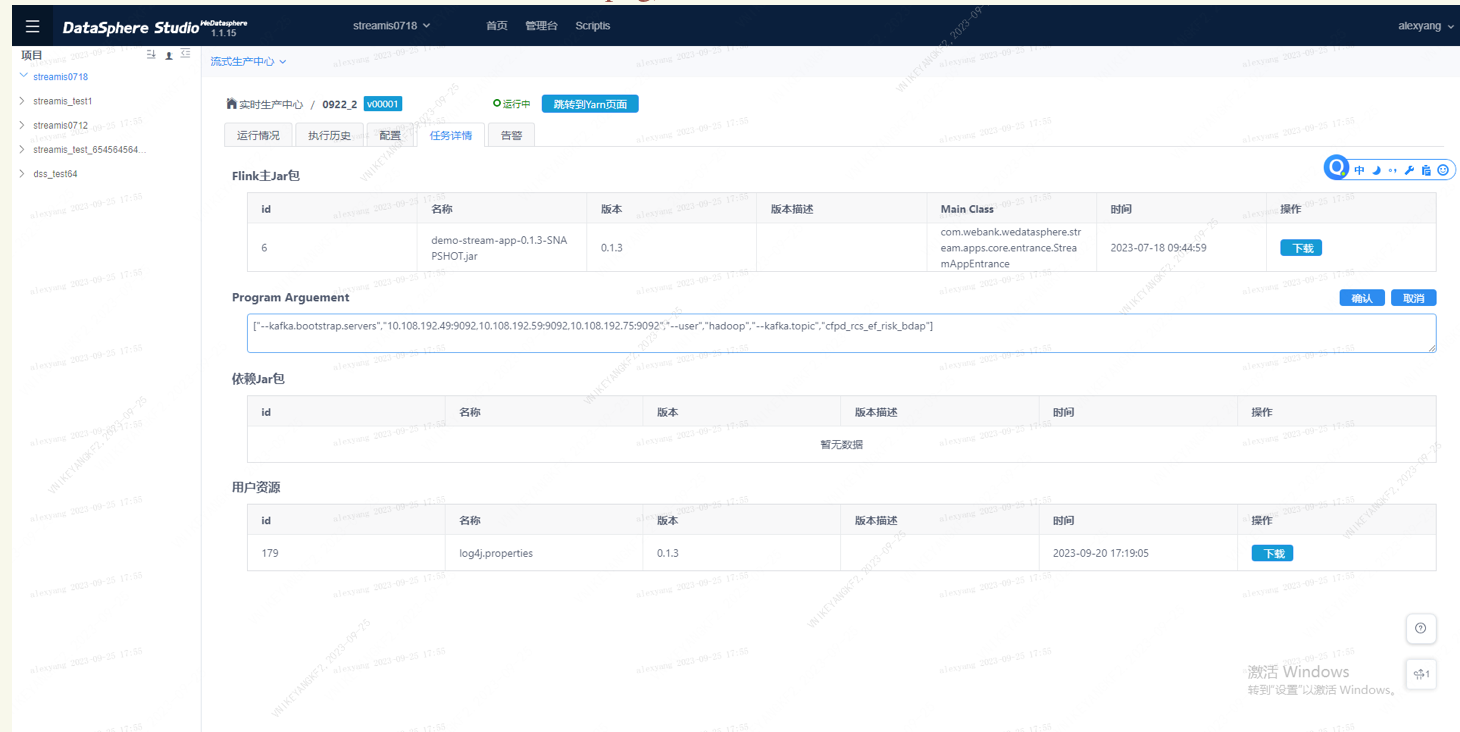 DataSphere Studio WeDatasphere
1.1.15
streamis0718
首页 管理台 Scriptis
alexyang
项目
流式生产中心
streamis0718
streamis_test1
streamis0712
streamis_test_654564564...
dss_test64
实时生产中心 / 0922_2 v00001
运行中
跳转到Yarn页面
运行情况 执行历史 配置 任务详情 告警
中
Flink主Jar包
id 名称 版本 版本描述 Main Class 时间 操作
6 demo-stream-app-0.1.3-SNA
PSHOT.jar
0.1.3
com.webank.wedatasphere.str
eam.apps.core.entrance.Strea
mAppEntrance
2023-07-18 09:44:59
下载
Program Arguement
确认 取消
["--kafka.bootstrap.servers","10.108.192.49:9092,10.108.192.59:9092,10.108.192.75:9092","--user","hadoop","--kafka.topic","cfpd_rcs_ef_risk_bdap"]
依赖Jar包
id 名称 版本 版本描述 时间 操作
暂无数据
用户资源
id 名称 版本 版本描述 时间 操作
179 log4j.properties 0.1.3 2023-09-20 17:19:05 下载
激活 Windows
转到"设置"以激活 Windows。
alexyang 2023-09-25 17:55
VNIKEYANGKF2, 2023-09-25